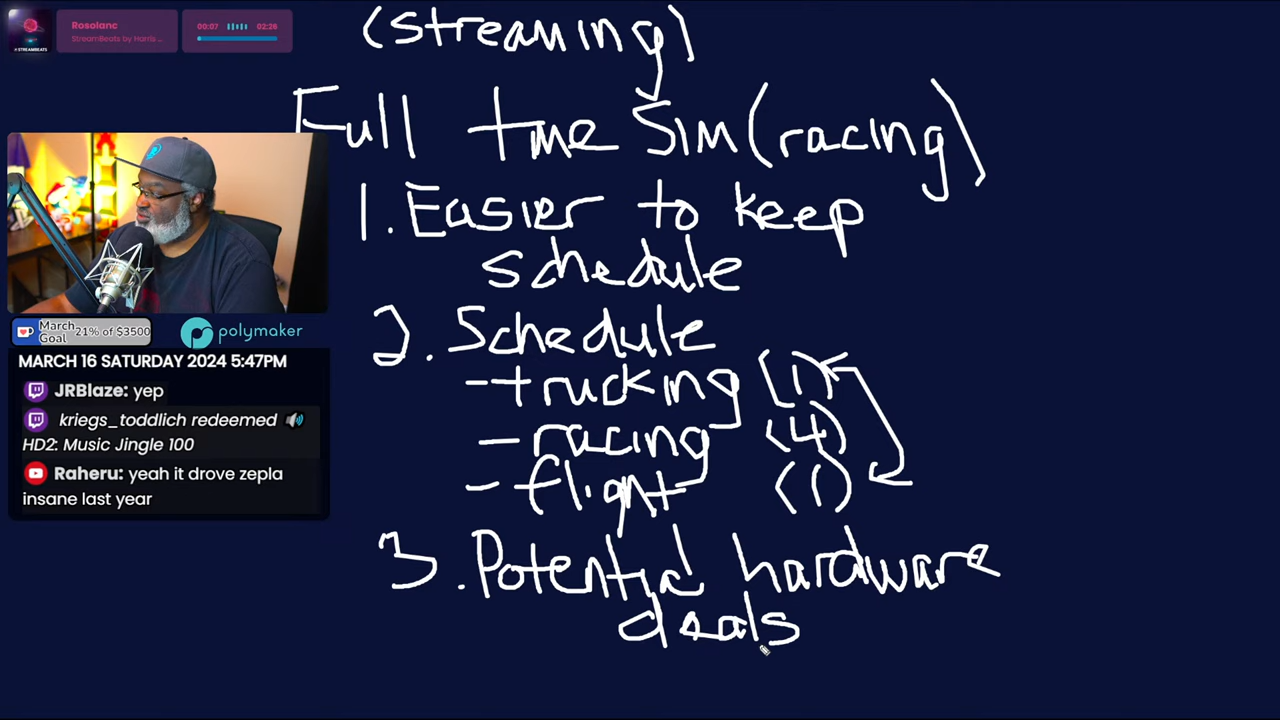 Rosolanc
StreamBeats by Harris ...
STREAMBEATS
00:07
02:26
(streaming)
Full time Sim (racing)
1. Easier to keep
schedule
2. Schedule
- trucking (1)
- racing (4)
- flight (1)
3. Potential hardware
deals
March
Goal
21% of $3500
polymaker
MARCH 16 SATURDAY 2024 5:47PM
JRBlaze: yep
kriegs_toddlich redeemed
HD2: Music Jingle 100
Raheru: yeah it drove zepla
insane last year